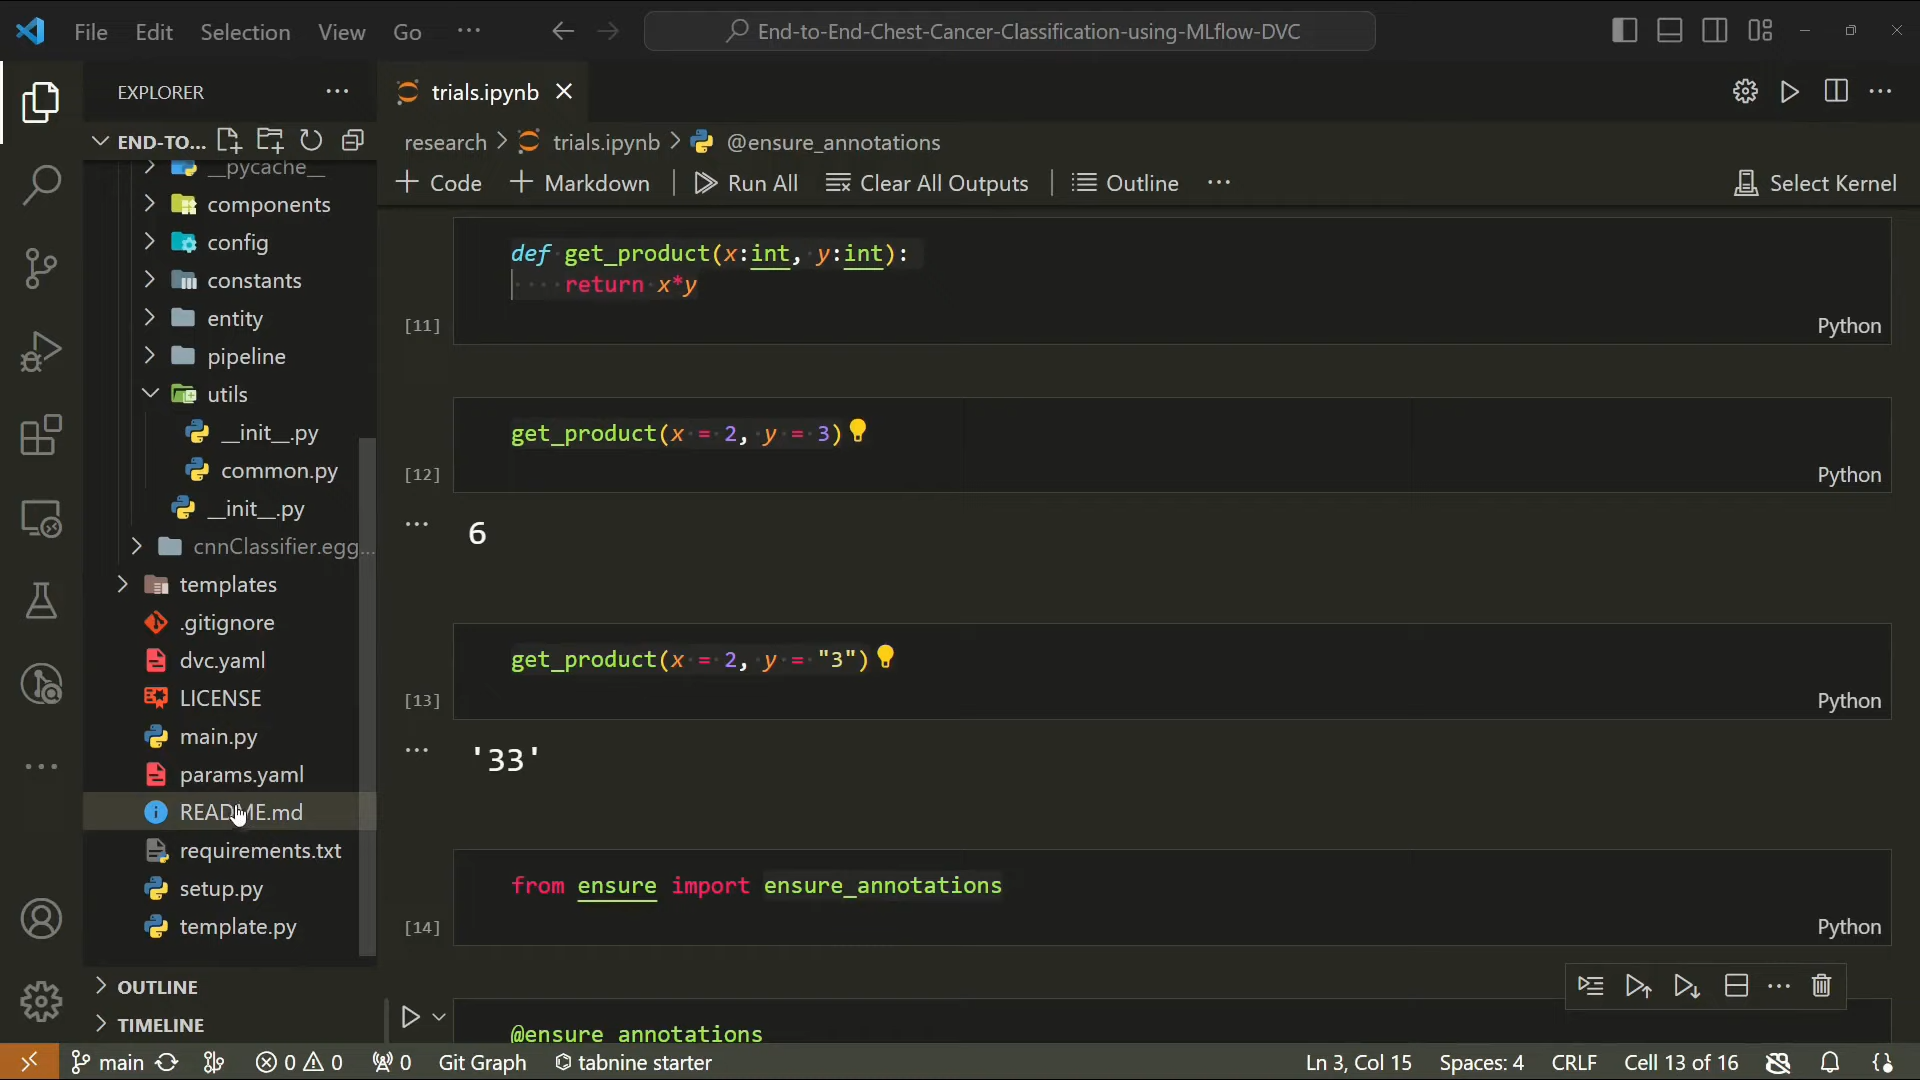 File Edit Selection View Go ··· End-to-End-Chest-Cancer-Classification-using-MLflow-DVC
EXPLORER ···
trials.ipynb
END-TO...
research > trials.ipynb > @ensure_annotations
+ Code + Markdown | Run All Clear All Outputs | Outline ··· Select Kernel
__pycache__
components
config
constants
entity
pipeline
utils
__init__.py
common.py
__init__.py
cnnClassifier.egg...
templates
.gitignore
dvc.yaml
LICENSE
main.py
params.yaml
README.md
requirements.txt
setup.py
template.py
OUTLINE
TIMELINE
def get_product(x:int, y:int):
return x*y
[11] Python
get_product(x = 2, y = 3)
[12] Python
6
get_product(x = 2, y = "3")
[13] Python
'33'
from ensure import ensure_annotations
[14] Python
@ensure_annotations
main 0 0 0 Git Graph tabnine starter Ln 3, Col 15 Spaces: 4 CRLF Cell 13 of 16